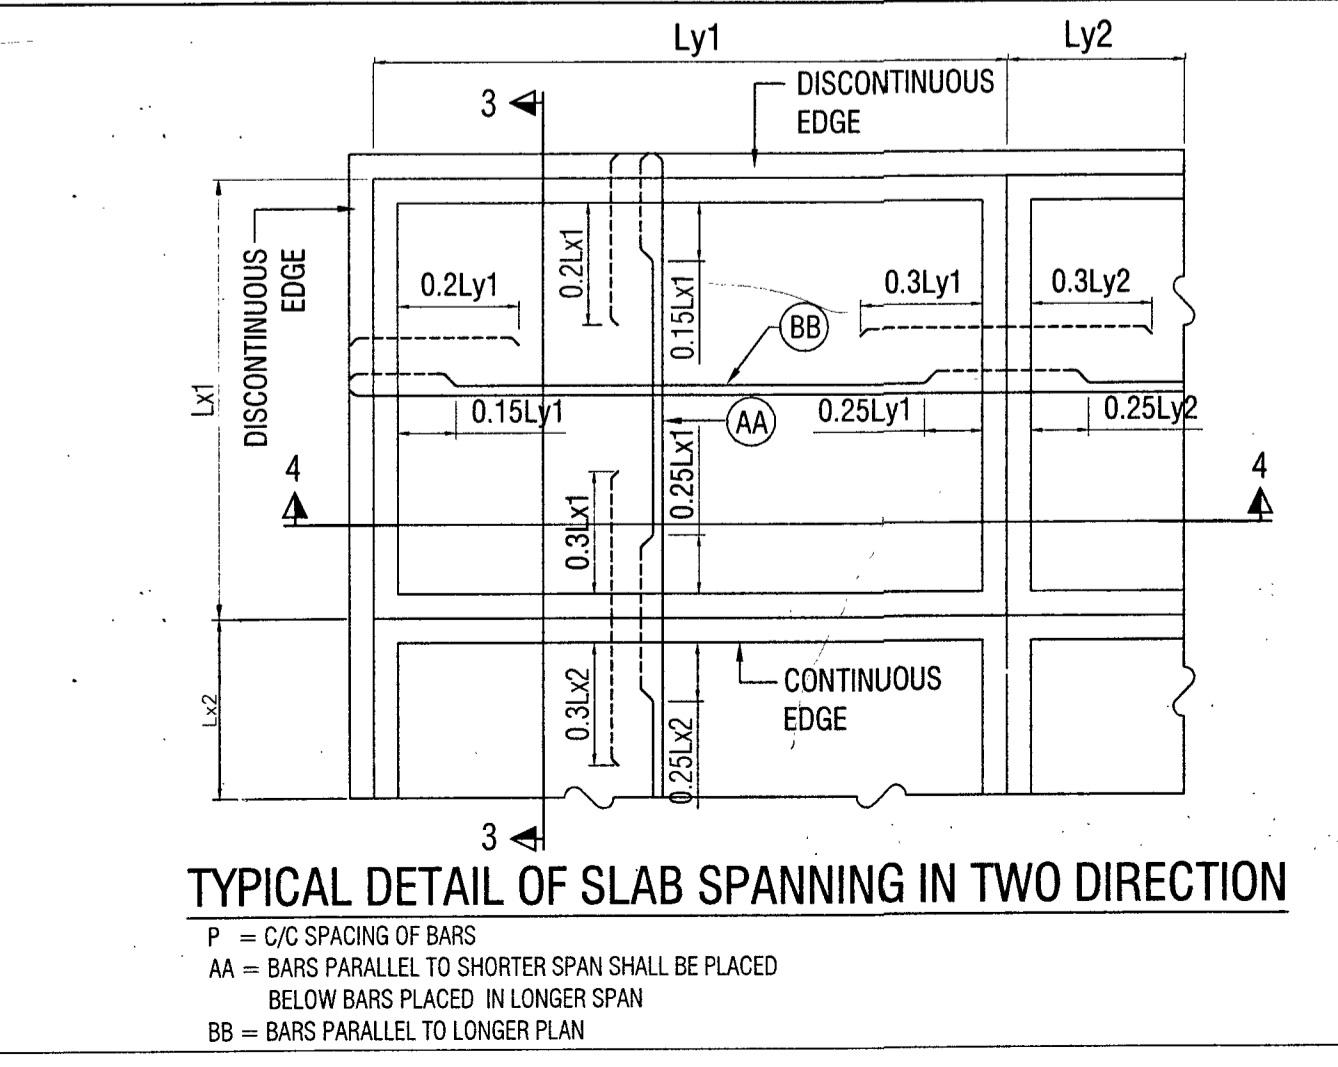 Ly1
Ly2
DISCONTINUOUS
EDGE
3
DISCONTINUOUS
EDGE
0.2Ly1
0.2Lx1
0.15Lx1
0.3Ly1
0.3Ly2
BB
Lx1
0.15Ly1
AA
0.25Ly1
0.25Ly2
4
0.3Lx1
0.25Lx1
4
Lx2
0.3Lx2
0.25Lx2
CONTINUOUS
EDGE
3
TYPICAL DETAIL OF SLAB SPANNING IN TWO DIRECTION
P = C/C SPACING OF BARS
AA = BARS PARALLEL TO SHORTER SPAN SHALL BE PLACED
BELOW BARS PLACED IN LONGER SPAN
BB = BARS PARALLEL TO LONGER PLAN